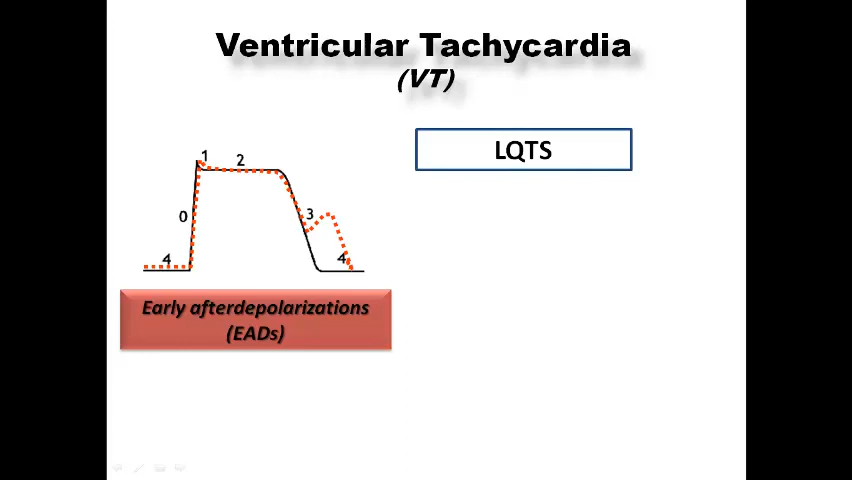 Ventricular Tachycardia
(VT)
LQTS
1
2
0
3
4
4
Early afterdepolarizations
(EADs)